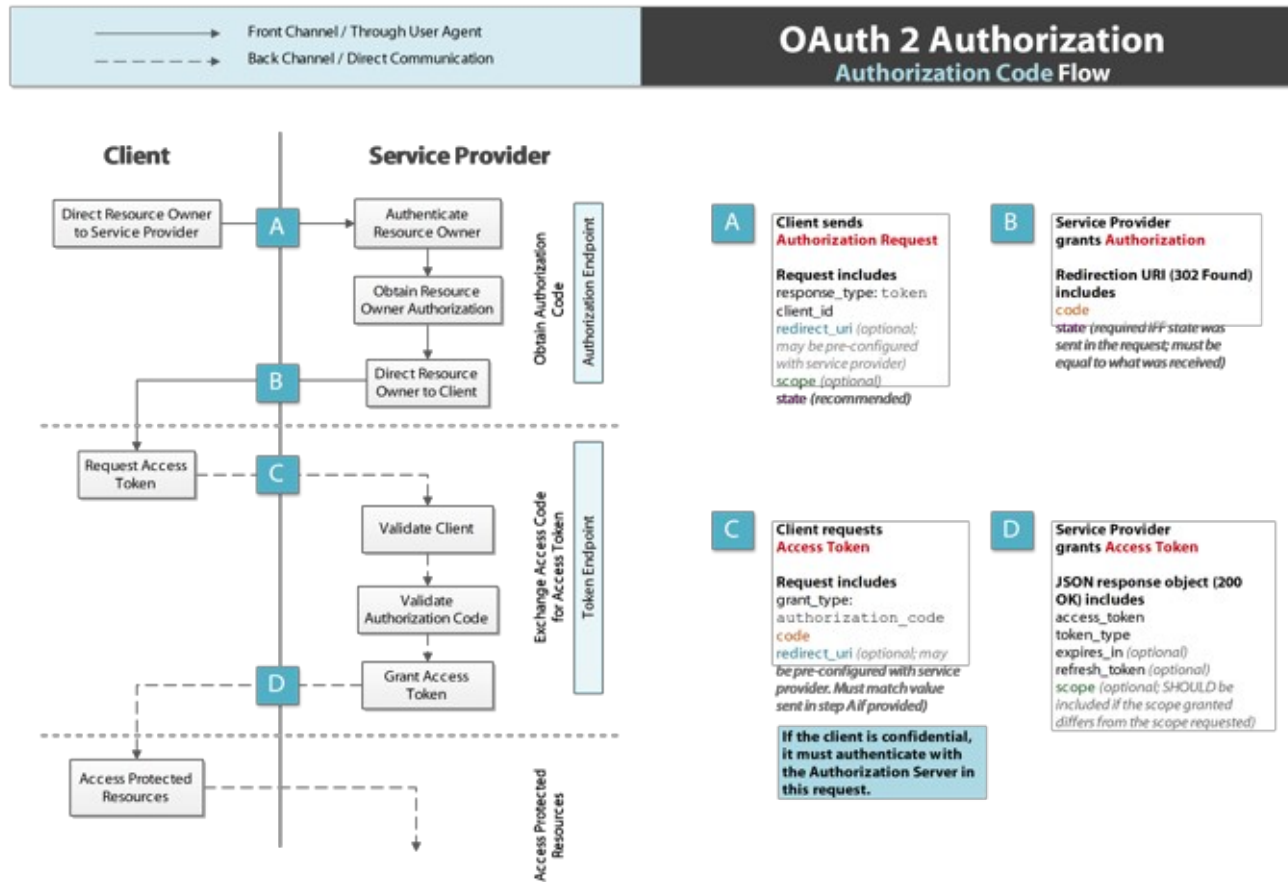 Front Channel / Through User Agent
Back Channel / Direct Communication
OAuth 2 Authorization
Authorization Code Flow
Client
Service Provider
Direct Resource Owner
to Service Provider
A
Authenticate
Resource Owner
Obtain Resource
Owner Authorization
B
Direct Resource
Owner to Client
Obtain Authorization
Code
Authorization Endpoint
Request Access
Token
C
Validate Client
Validate
Authorization Code
D
Grant Access
Token
Exchange Access Code
for Access Token
Token Endpoint
Access Protected
Resources
Access Protected
Resources
A
Client sends
Authorization Request
Request includes
response_type: token
client_id
redirect_uri (optional;
may be pre-configured
with service provider)
scope (optional)
state (recommended)
B
Service Provider
grants Authorization
Redirection URI (302 Found)
includes
code
state (required IFF state was
sent in the request; must be
equal to what was received)
C
Client requests
Access Token
Request includes
grant_type:
authorization_code
code
redirect_uri (optional; may
be pre-configured with service
provider. Must match value
sent in step A if provided)
If the client is confidential,
it must authenticate with
the Authorization Server in
this request.
D
Service Provider
grants Access Token
JSON response object (200
OK) includes
access_token
token_type
expires_in (optional)
refresh_token (optional)
scope (optional; SHOULD be
included if the scope granted
differs from the scope requested)